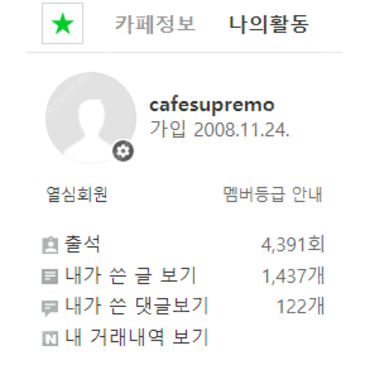 카페정보 나의활동
cafesupremo
가입 2008.11.24.
열심회원 멤버등급 안내
출석 4,391회
내가 쓴 글 보기 1,437개
내가 쓴 댓글보기 122개
N 내 거래내역 보기